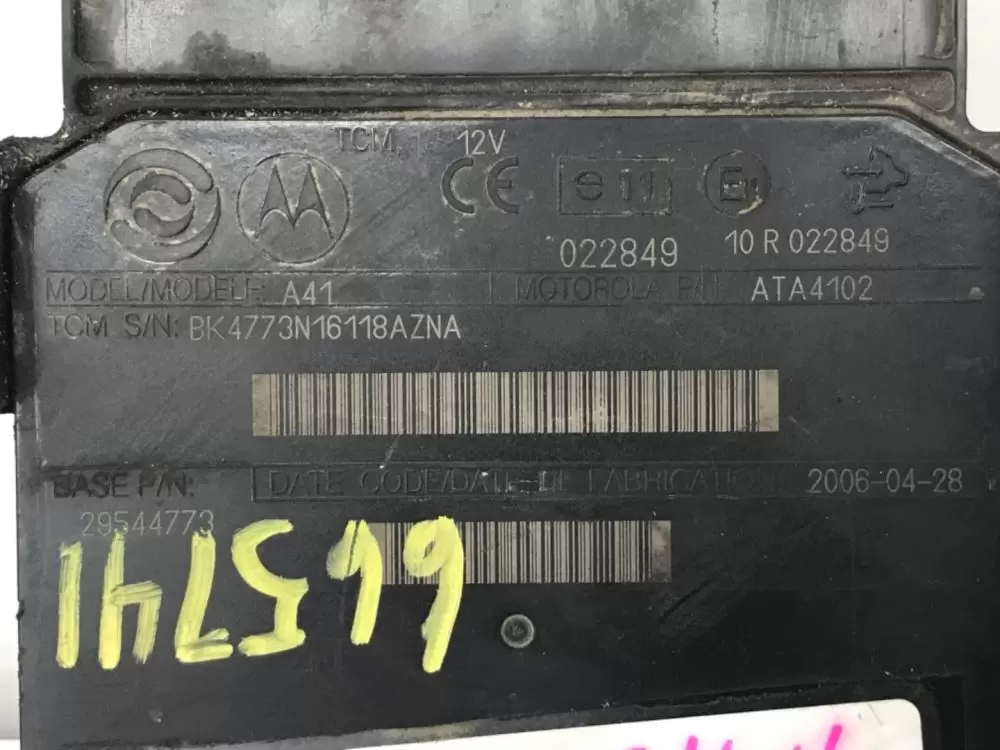 TCM 12V
CE e11 E
022849 10 R 022849
MODEL/MODELE: A41 MOTOROLA P/N ATA4102
TCM S/N: BK4773N16118AZNA
BASE P/N: DATE CODE/DATE DE FABRICATION 2006-04-28
29544773